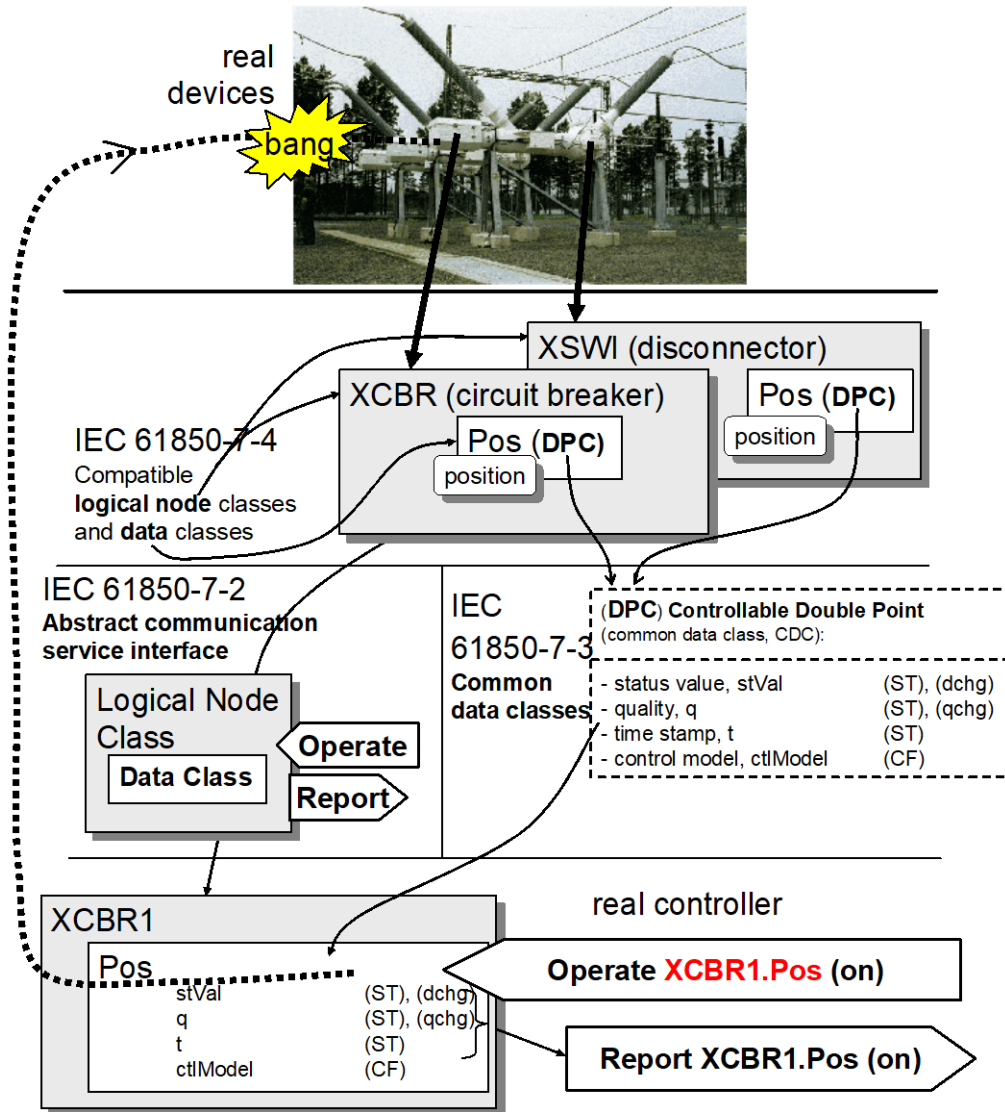 real
devices
bang
XSWI (disconnector)
Pos (DPC)
position
XCBR (circuit breaker)
Pos (DPC)
position
IEC 61850-7-4
Compatible
logical node classes
and data classes
IEC 61850-7-2
Abstract communication
service interface
Logical Node
Class
Data Class
Operate
Report
IEC
61850-7-3
Common
data classes
(DPC) Controllable Double Point
(common data class, CDC):
- status value, stVal (ST), (dchg)
- quality, q (ST), (qchg)
- time stamp, t (ST)
- control model, ctlModel (CF)
real controller
XCBR1
Pos
stVal (ST), (dchg)
q (ST), (qchg)
t (ST)
ctlModel (CF)
Operate XCBR1.Pos (on)
Report XCBR1.Pos (on)